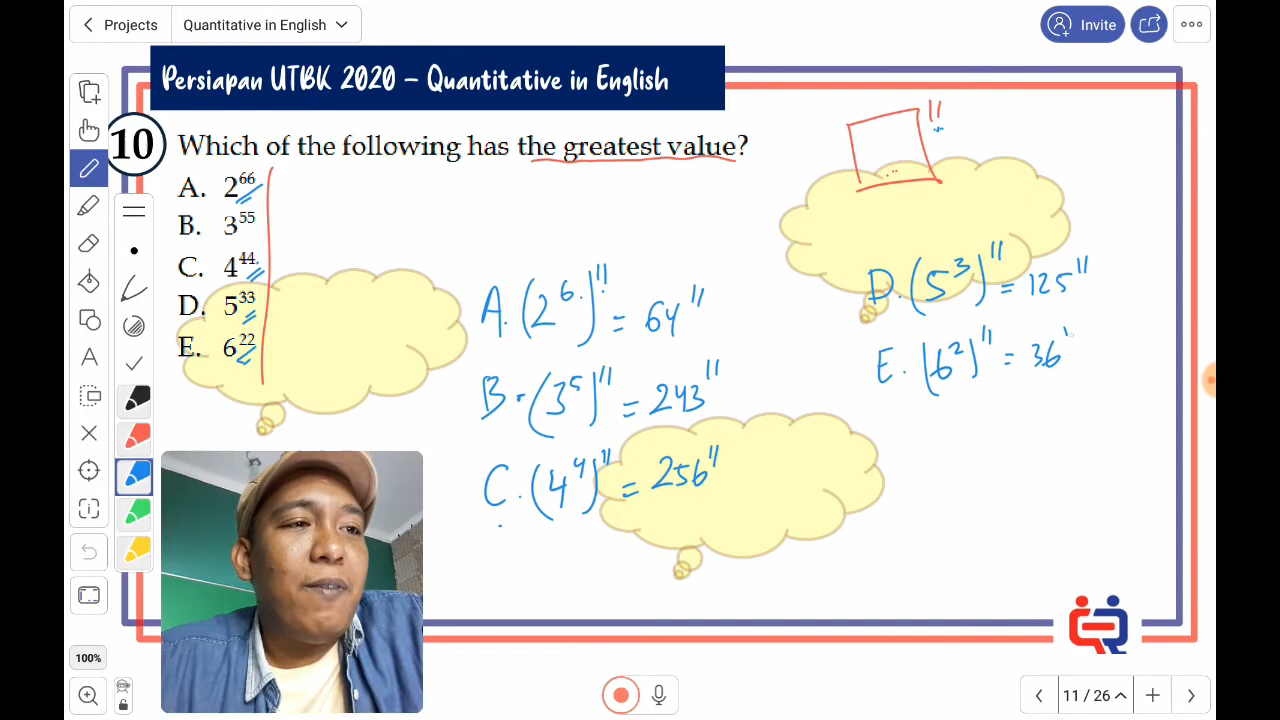 Projects
Quantitative in English
Invite
Persiapan UTBK 2020 – Quantitative in English
10 Which of the following has the greatest value?
A. 2^66
B. 3^55
C. 4^44
D. 5^33
E. 6^22
11
A. (2^6)^11 = 64^11
B. (3^5)^11 = 243^11
C. (4^4)^11 = 256^11
D. (5^3)^11 = 125^11
E. (6^2)^11 = 36^1
100%
11 / 26